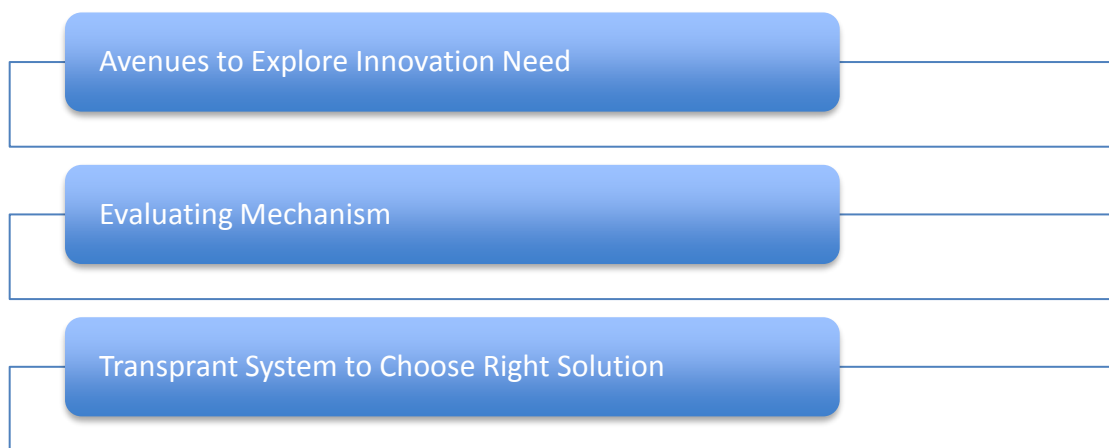 Avenues to Explore Innovation Need
Evaluating Mechanism
Transprant System to Choose Right Solution